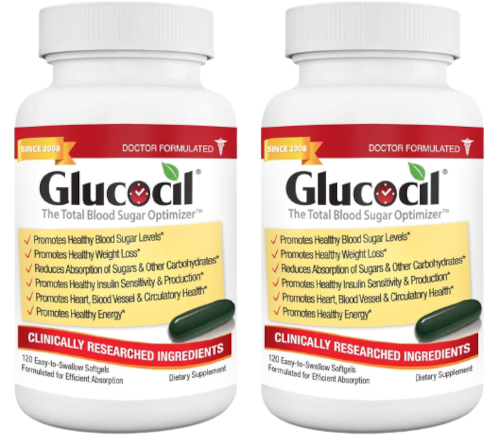 SINCE 2008
DOCTOR FORMULATED
Glucocil®
The Total Blood Sugar Optimizer™
✓ Promotes Healthy Blood Sugar Levels*
✓ Promotes Healthy Weight Loss*
✓ Reduces Absorption of Sugars & Other Carbohydrates*
✓ Promotes Healthy Insulin Sensitivity & Production*
✓ Promotes Heart, Blood Vessel & Circulatory Health*
✓ Promotes Healthy Energy*
CLINICALLY RESEARCHED INGREDIENTS
120 Easy-to-Swallow Softgels
Formulated for Efficient Absorption
Dietary Supplement
SINCE 2008
DOCTOR FORMULATED
Glucocil®
The Total Blood Sugar Optimizer™
✓ Promotes Healthy Blood Sugar Levels*
✓ Promotes Healthy Weight Loss*
✓ Reduces Absorption of Sugars & Other Carbohydrates*
✓ Promotes Healthy Insulin Sensitivity & Production*
✓ Promotes Heart, Blood Vessel & Circulatory Health*
✓ Promotes Healthy Energy*
CLINICALLY RESEARCHED INGREDIENTS
120 Easy-to-Swallow Softgels
Formulated for Efficient Absorption
Dietary Supplement